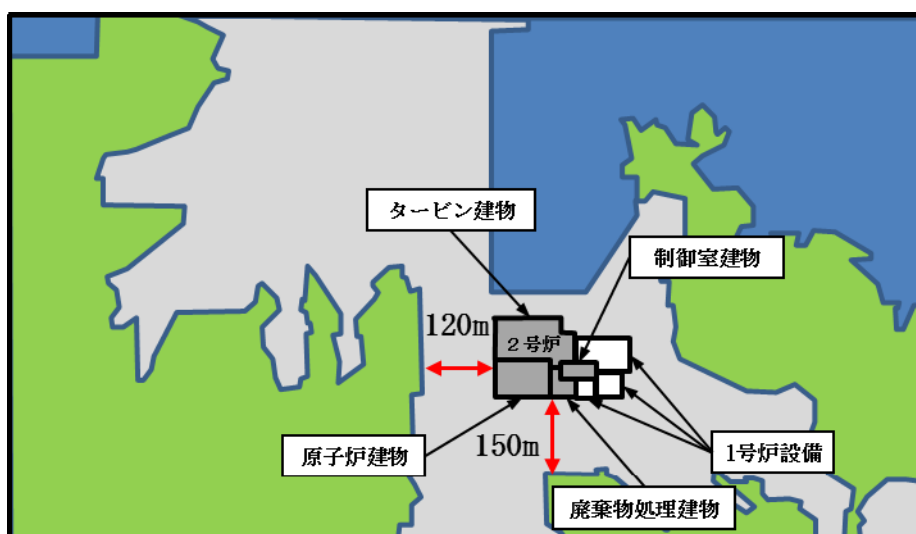 タービン建物
制御室建物
120m
２号炉
原子炉建物
150m
1号炉設備
廃棄物処理建物